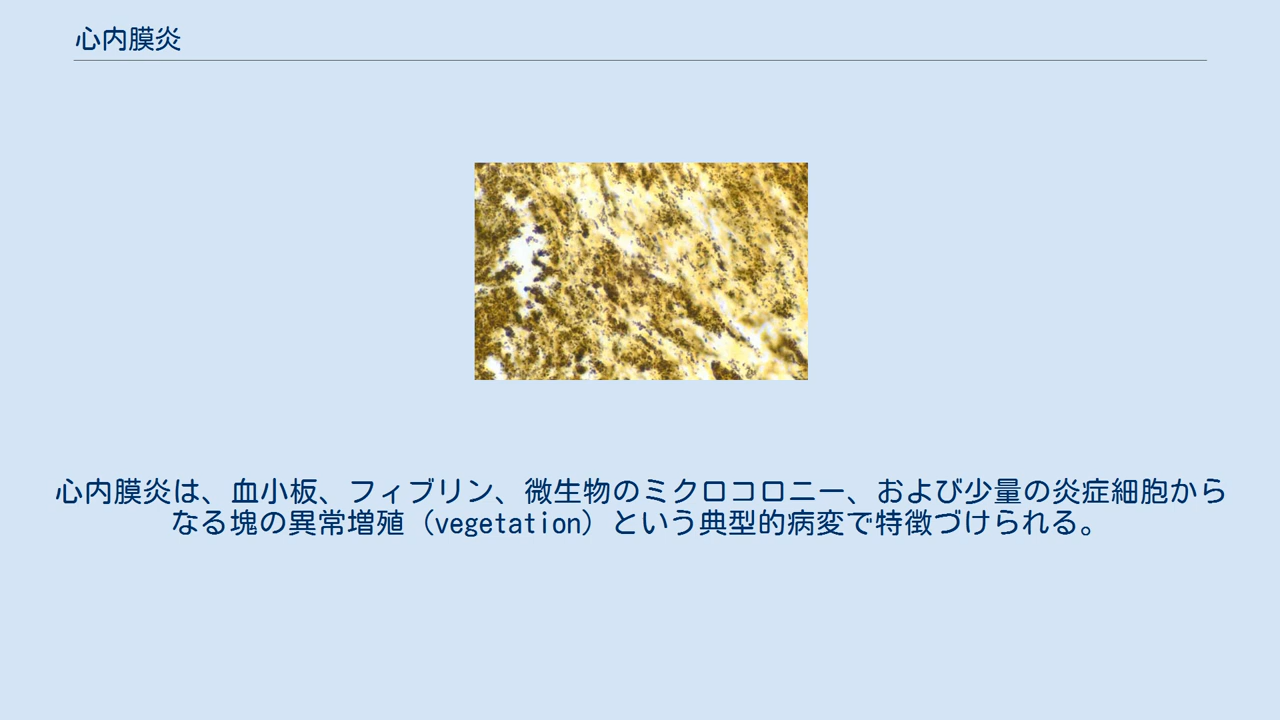 心内膜炎
心内膜炎は、血小板、フィブリン、微生物のミクロコロニー、および少量の炎症細胞から
なる塊の異常増殖（vegetation）という典型的病変で特徴づけられる。